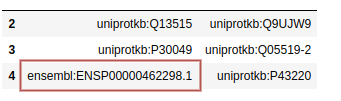 2 uniprotkb:Q13515 uniprotkb:Q9UJW9
3 uniprotkb:P30049 uniprotkb:Q05519-2
4 ensembl:ENSP00000462298.1 uniprotkb:P43220